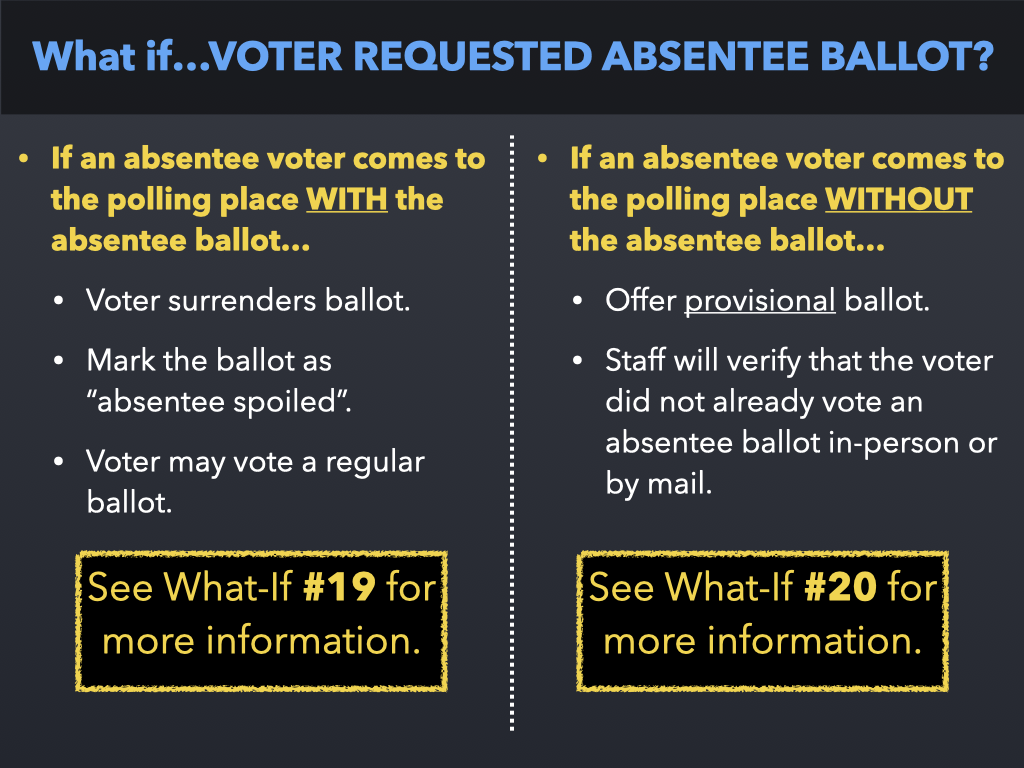 What if...VOTER REQUESTED ABSENTEE BALLOT?
• If an absentee voter comes to
the polling place WITH the
absentee ballot...
• Voter surrenders ballot.
• Mark the ballot as
“absentee spoiled”.
• Voter may vote a regular
ballot.
See What-If #19 for
more information.
• If an absentee voter comes to
the polling place WITHOUT
the absentee ballot...
• Offer provisional ballot.
• Staff will verify that the voter
did not already vote an
absentee ballot in-person or
by mail.
See What-If #20 for
more information.